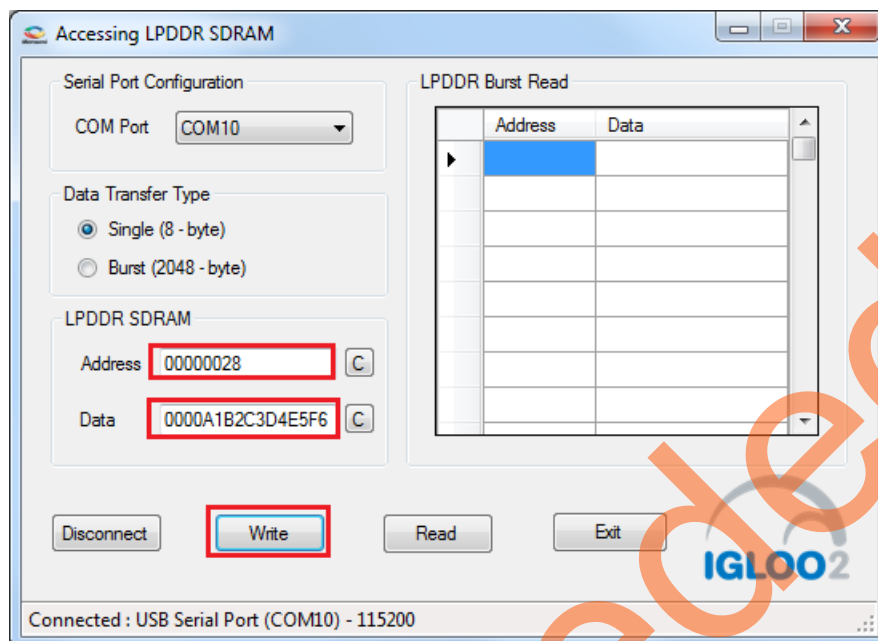 Accessing LPDDR SDRAM
Serial Port Configuration
COM Port COM10
Data Transfer Type
Single (8 - byte)
Burst (2048 - byte)
LPDDR SDRAM
Address 00000028 C
Data 0000A1B2C3D4E5F6 C
LPDDR Burst Read
Address Data
Disconnect Write Read Exit
IGLOO2
Connected : USB Serial Port (COM10) - 115200